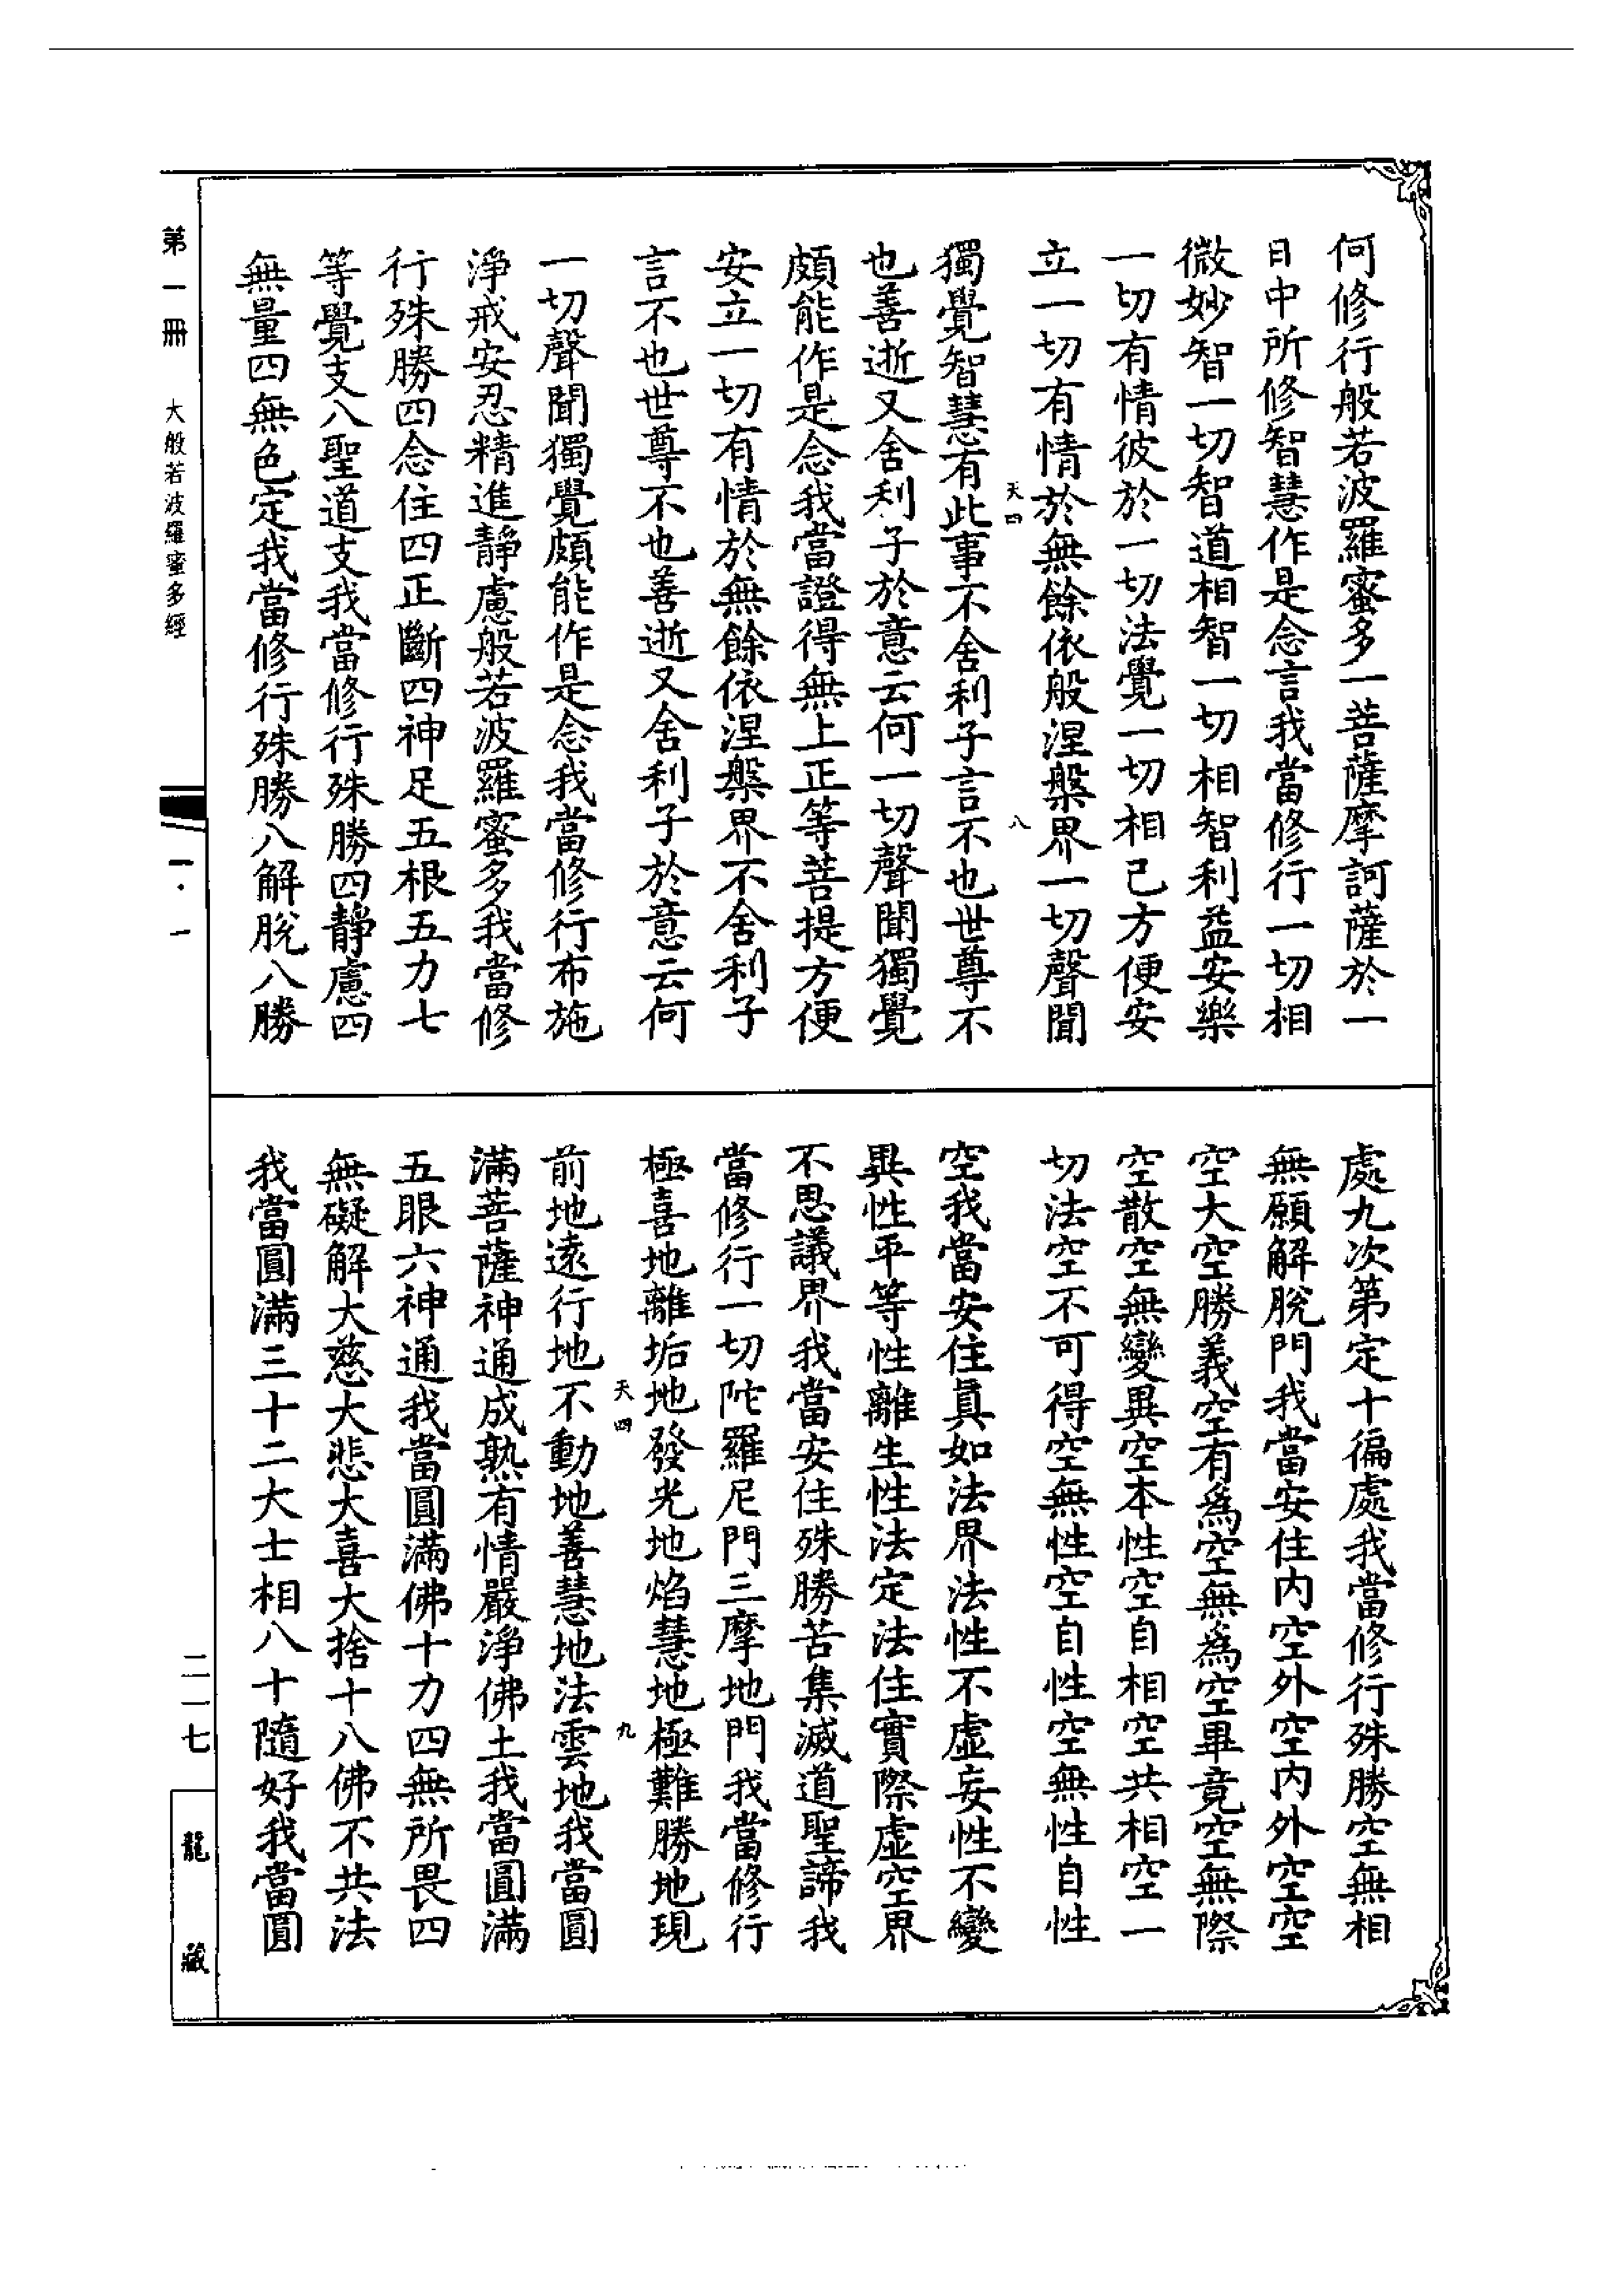 何修行般若波羅蜜多一菩薩摩訶薩於一
日中所修智慧作是念言我當修行一切相
微妙智一切智道相智一切相智利益安樂
一切有情彼於一切法覺一切相己方便安
立一切有情於無餘依般涅槃界一切聲聞
天四
八
獨覺智慧有此事不舍利子言不也世尊不
也善逝又舍利子於意云何一切聲聞獨覺
頗能作是念我當證得無上正等菩提方便
安立一切有情於無餘依涅槃界不舍利子
言不也世尊不也善逝又舍利子於意云何
一切聲聞獨覺頗能作是念我當修行布施
淨戒安忍精進靜慮般若波羅蜜多我當修
行殊勝四念住四正斷四神足五根五力七
等覺支八聖道支我當修行殊勝四靜慮四
無量四無色定我當修行殊勝八解脫八勝
處九次第定十徧處我當修行殊勝空無相
無願解脫門我當安住內空外空內外空空
空大空勝義空有為空無為空畢竟空無際
空散空無變異空本性空自相空共相空一
切法空不可得空無性空自性空無性自性
空我當安住真如法界法性不虛妄性不變
異性平等性離生性法定法住實際虛空界
不思議界我當安住殊勝苦集滅道聖諦我
當修行一切陀羅尼門三摩地門我當修行
極喜地離垢地發光地焰慧地極難勝地現
天四
九
前地遠行地不動地善慧地法雲地我當圓
滿菩薩神通成熟有情嚴淨佛土我當圓滿
五眼六神通我當圓滿佛十力四無所畏四
無礙解大慈大悲大喜大捨十八佛不共法
我當圓滿三十二大士相八十隨好我當圓
第一冊 大般若波羅蜜多經
一·一
二一七
龍藏